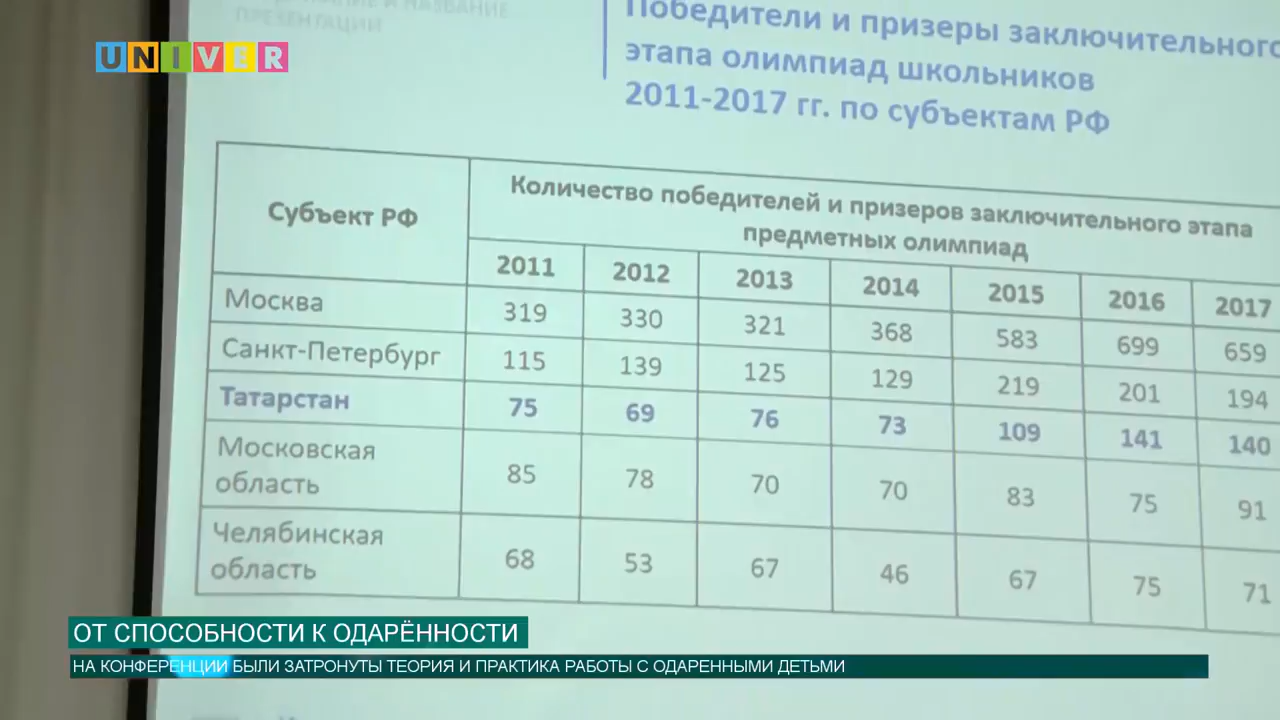 НАЗВАНИЕ
ПРЕЗЕНТАЦИИ
UNIVER
Победители и призеры заключительного
этапа олимпиад школьников
2011-2017 гг. по субъектам РФ
Субъект РФ
Количество победителей и призеров заключительного этапа
предметных олимпиад
2011 2012 2013 2014 2015 2016 2017
Москва 319 330 321 368 583 699 659
Санкт-Петербург 115 139 125 129 219 201 194
Татарстан 75 69 76 73 109 141 140
Московская
область 85 78 70 70 83 75 91
Челябинская
область 68 53 67 46 67 75 71
ОТ СПОСОБНОСТИ К ОДАРЁННОСТИ
НА КОНФЕРЕНЦИИ БЫЛИ ЗАТРОНУТЫ ТЕОРИЯ И ПРАКТИКА РАБОТЫ С ОДАРЕННЫМИ ДЕТЬМИ